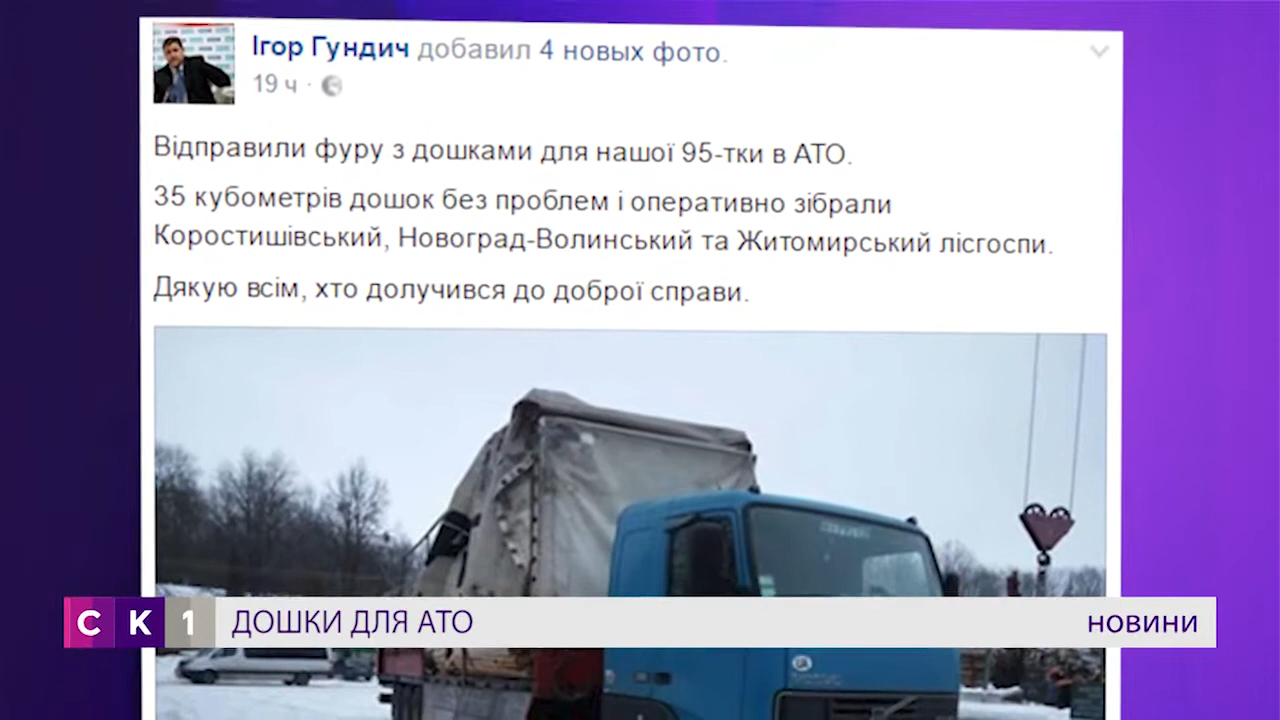 Ігор Гундич добавил 4 новых фото.
19 ч ·
Відправили фуру з дошками для нашої 95-тки в АТО.
35 кубометрів дошок без проблем і оперативно зібрали
Коростишівський, Новоград-Волинський та Житомирський лісгоспи.
Дякую всім, хто долучився до доброї справи.
СК1 ДОШКИ ДЛЯ АТО НОВИНИ